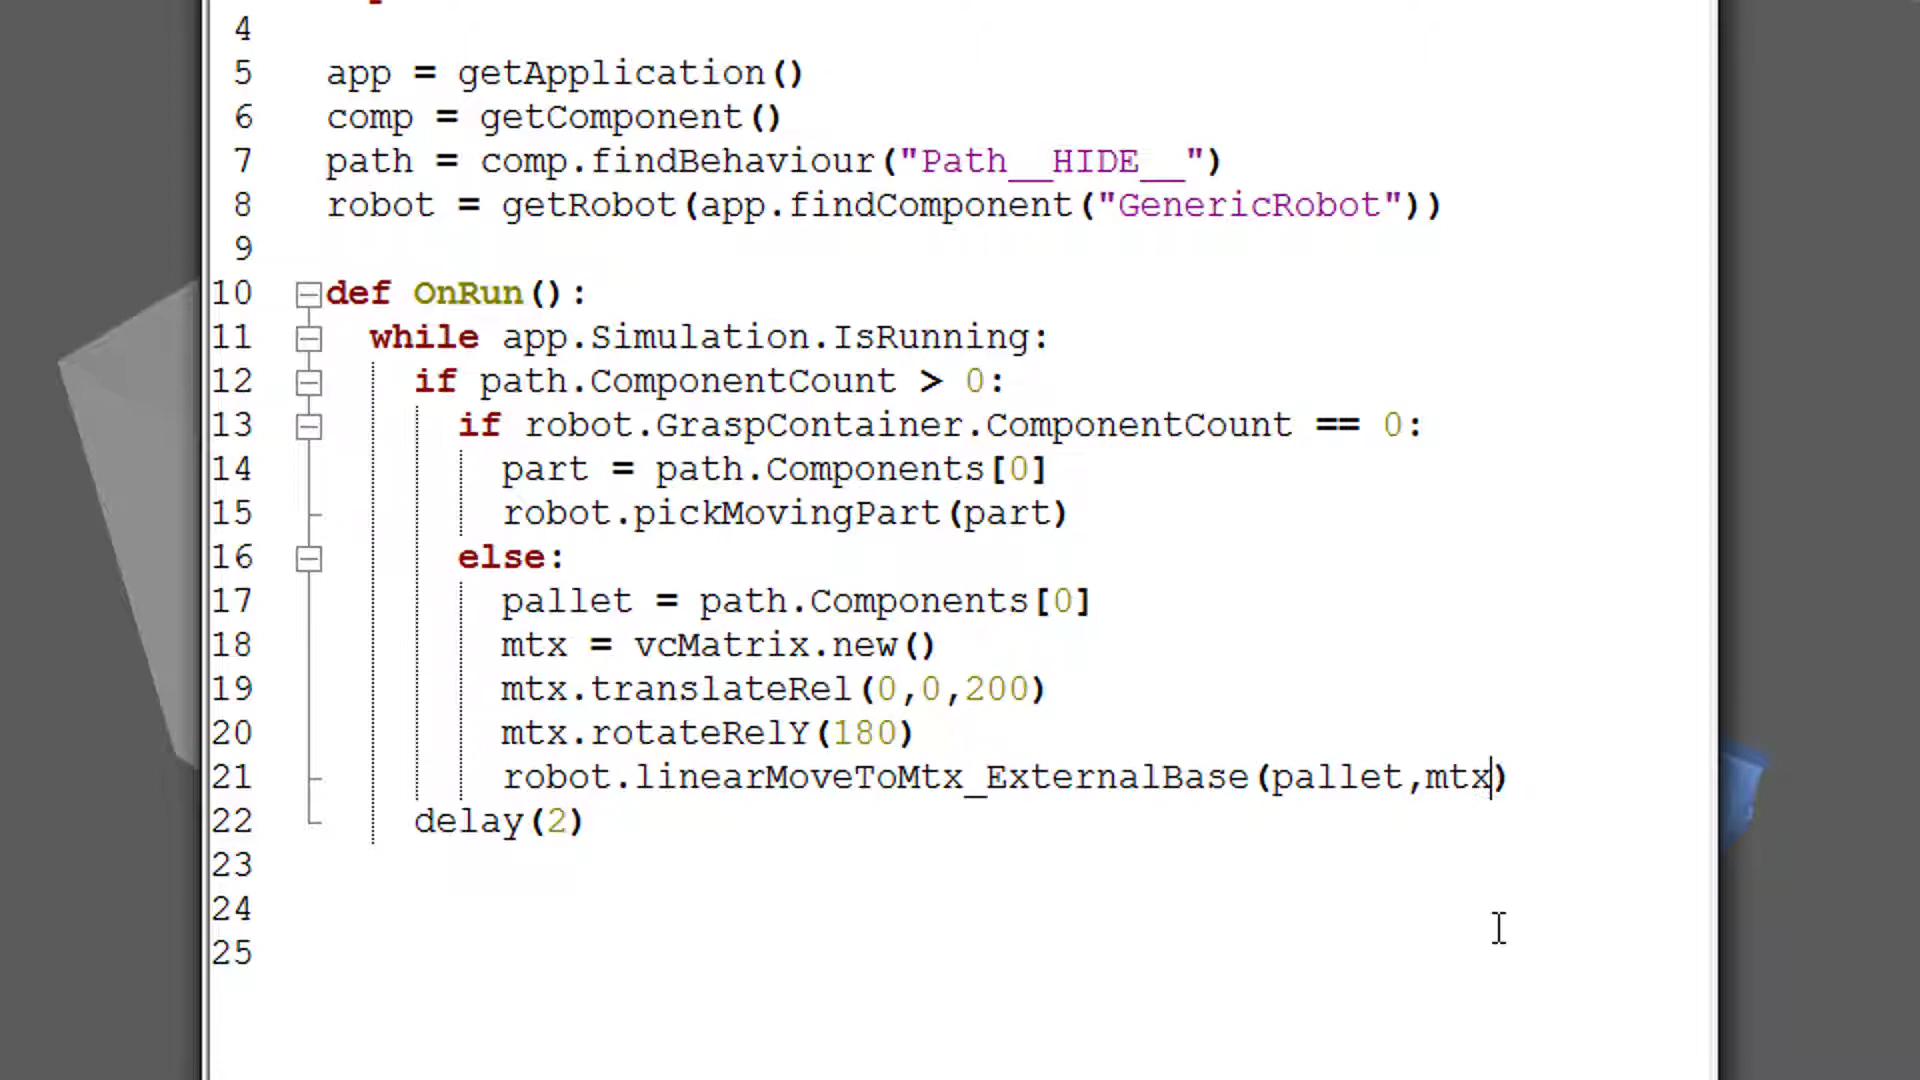 4
5 app = getApplication()
6 comp = getComponent()
7 path = comp.findBehaviour("Path__HIDE__")
8 robot = getRobot(app.findComponent("GenericRobot"))
9
10 def OnRun():
11 while app.Simulation.IsRunning:
12 if path.ComponentCount > 0:
13 if robot.GraspContainer.ComponentCount == 0:
14 part = path.Components[0]
15 robot.pickMovingPart(part)
16 else:
17 pallet = path.Components[0]
18 mtx = vcMatrix.new()
19 mtx.translateRel(0,0,200)
20 mtx.rotateRelY(180)
21 robot.linearMoveToMtx_ExternalBase(pallet,mtx)
22 delay(2)
23
24
25